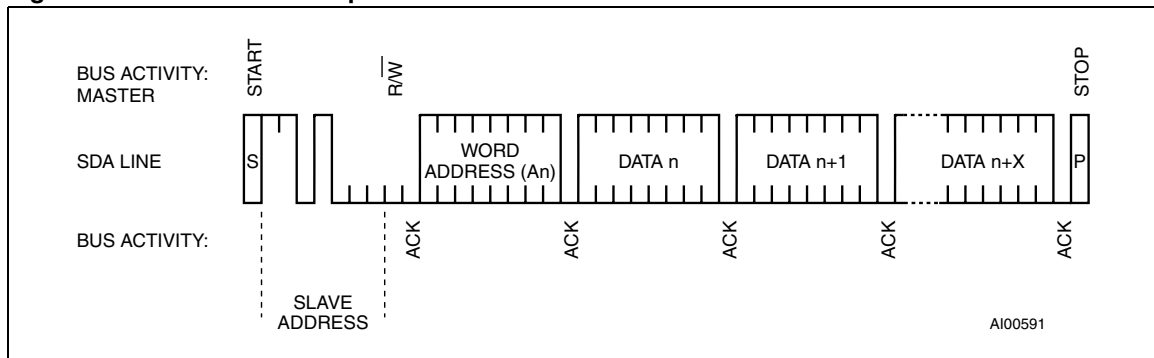 START
R/W
STOP
BUS ACTIVITY:
MASTER
SDA LINE
S
WORD
ADDRESS (An)
DATA n
DATA n+1
DATA n+X
P
BUS ACTIVITY:
ACK
ACK
ACK
ACK
ACK
SLAVE
ADDRESS
AI00591